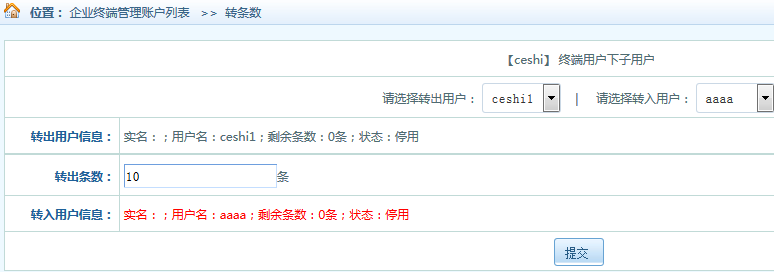 位置： 企业终端管理账户列表 >> 转条数
【ceshi】 终端用户下子用户
请选择转出用户： ceshi1 | 请选择转入用户： aaaa
转出用户信息： 实名：；用户名：ceshi1；剩余条数：0条；状态：停用
转出条数： 10 条
转入用户信息： 实名：；用户名：aaaa；剩余条数：0条；状态：停用
提交